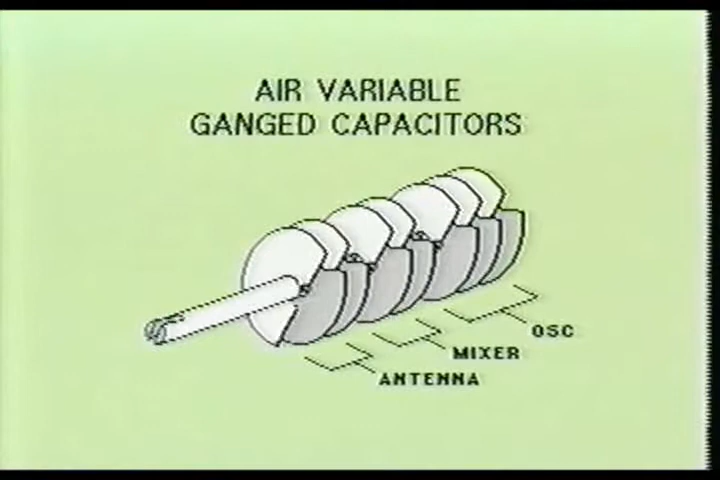 AIR VARIABLE
GANGED CAPACITORS
OSC
MIXER
ANTENNA